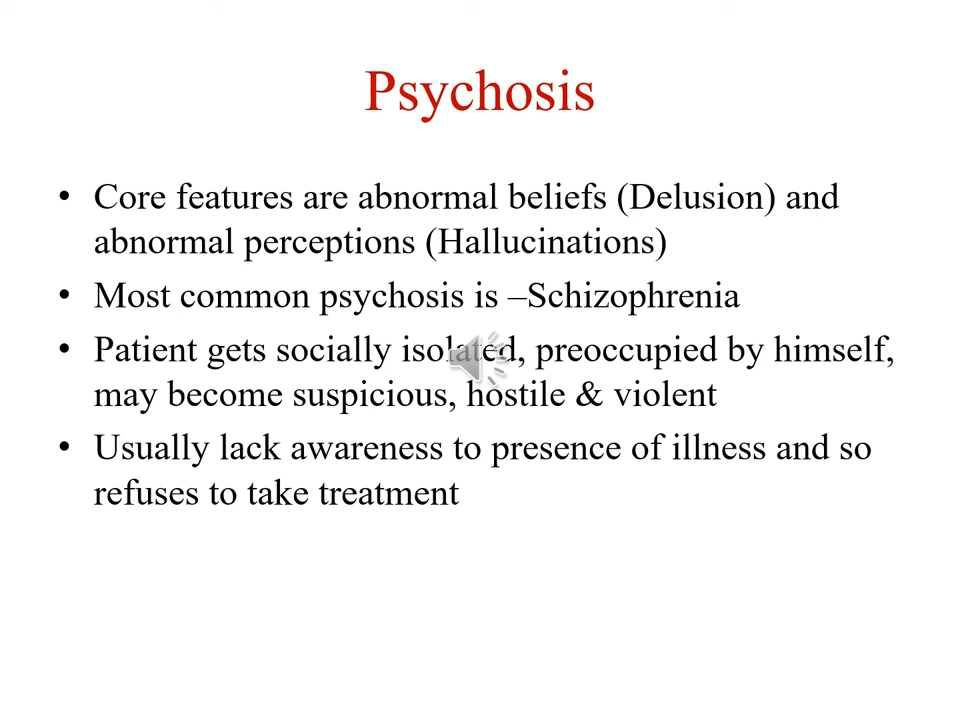 Psychosis
• Core features are abnormal beliefs (Delusion) and
abnormal perceptions (Hallucinations)
• Most common psychosis is –Schizophrenia
• Patient gets socially isolated, preoccupied by himself,
may become suspicious, hostile & violent
• Usually lack awareness to presence of illness and so
refuses to take treatment